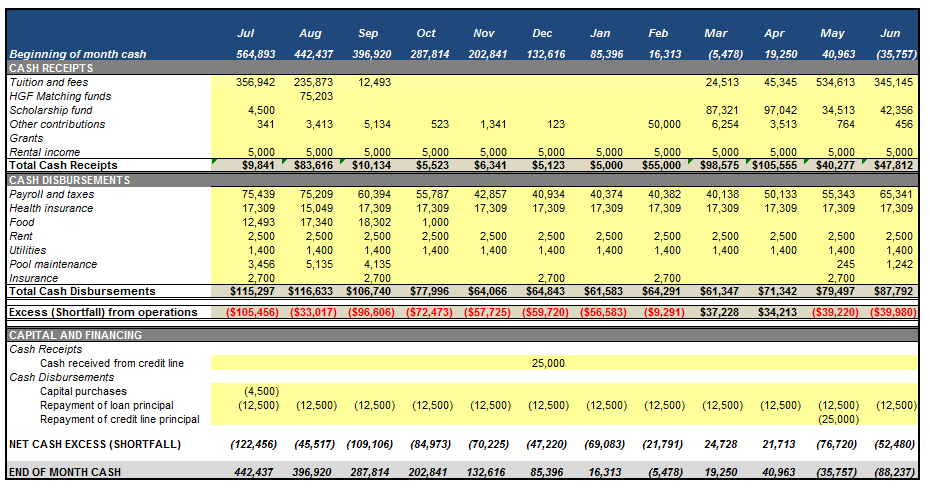 Jul Aug Sep Oct Nov Dec Jan Feb Mar Apr May Jun
Beginning of month cash 564,893 442,437 396,920 287,814 202,841 132,616 85,396 16,313 (5,478) 19,250 40,963 (35,757)
CASH RECEIPTS
Tuition and fees 356,942 235,873 12,493 24,513 45,345 534,613 345,145
HGF Matching funds 75,203
Scholarship fund 4,500 87,321 97,042 34,513 42,356
Other contributions 341 3,413 5,134 523 1,341 123 50,000 6,254 3,513 764 456
Grants
Rental income 5,000 5,000 5,000 5,000 5,000 5,000 5,000 5,000 5,000 5,000 5,000 5,000
Total Cash Receipts $9,841 $83,616 $10,134 $5,523 $6,341 $5,123 $5,000 $55,000 $98,575 $105,555 $40,277 $47,812
CASH DISBURSEMENTS
Payroll and taxes 75,439 75,209 60,394 55,787 42,857 40,934 40,374 40,382 40,138 50,133 55,343 65,341
Health insurance 17,309 15,049 17,309 17,309 17,309 17,309 17,309 17,309 17,309 17,309 17,309 17,309
Food 12,493 17,340 18,302 1,000
Rent 2,500 2,500 2,500 2,500 2,500 2,500 2,500 2,500 2,500 2,500 2,500 2,500
Utilities 1,400 1,400 1,400 1,400 1,400 1,400 1,400 1,400 1,400 1,400 1,400 1,400
Pool maintenance 3,456 5,135 4,135 245 1,242
Insurance 2,700 2,700 2,700 2,700 2,700
Total Cash Disbursements $115,297 $116,633 $106,740 $77,996 $64,066 $64,843 $61,583 $64,291 $61,347 $71,342 $79,497 $87,792
Excess (Shortfall) from operations ($105,456) ($33,017) ($96,606) ($72,473) ($57,725) ($59,720) ($56,583) ($9,291) $37,228 $34,213 ($39,220) ($39,980)
CAPITAL AND FINANCING
Cash Receipts
Cash received from credit line 25,000
Cash Disbursements
Capital purchases (4,500)
Repayment of loan principal (12,500) (12,500) (12,500) (12,500) (12,500) (12,500) (12,500) (12,500) (12,500) (12,500) (12,500) (12,500)
Repayment of credit line principal (25,000)
NET CASH EXCESS (SHORTFALL) (122,456) (45,517) (109,106) (84,973) (70,225) (47,220) (69,083) (21,791) 24,728 21,713 (76,720) (52,480)
END OF MONTH CASH 442,437 396,920 287,814 202,841 132,616 85,396 16,313 (5,478) 19,250 40,963 (35,757) (88,237)